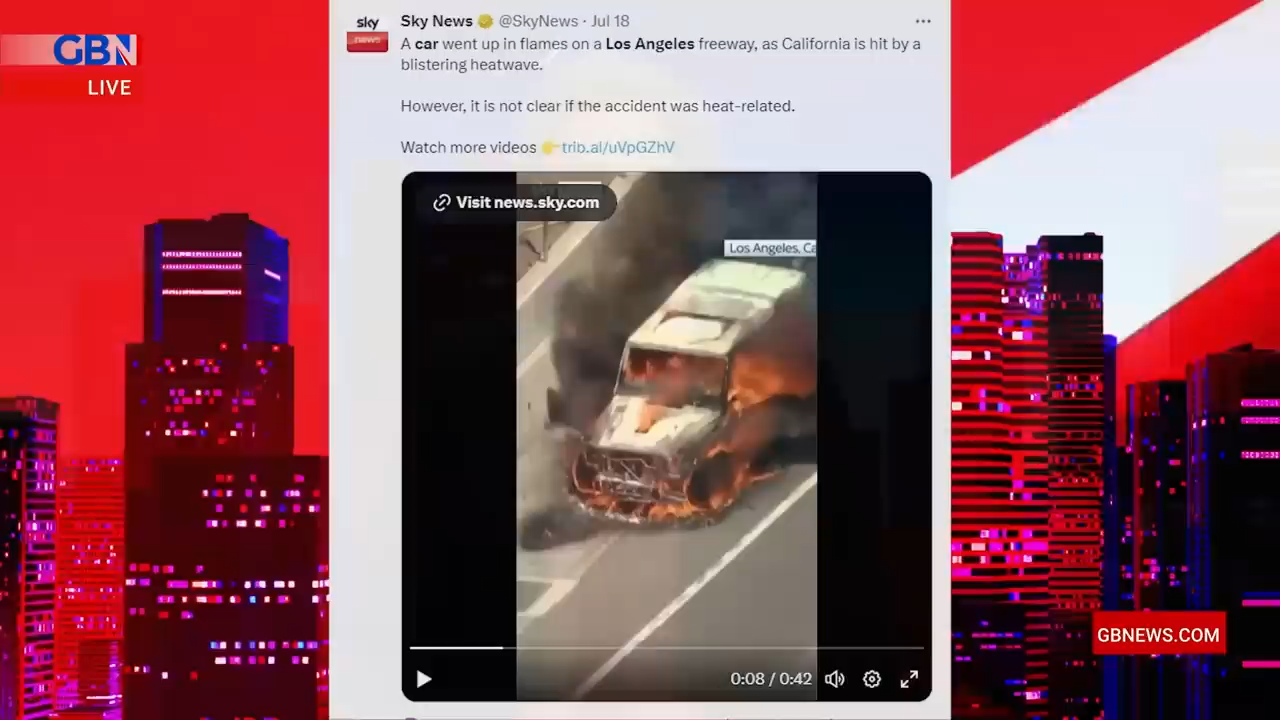 GBN
LIVE
sky
news
Sky News @SkyNews · Jul 18
A car went up in flames on a Los Angeles freeway, as California is hit by a
blistering heatwave.
However, it is not clear if the accident was heat-related.
Watch more videos 👉 trib.al/uVpGZhV
Visit news.sky.com
Los Angeles, Ca
0:08 / 0:42
GBNEWS.COM